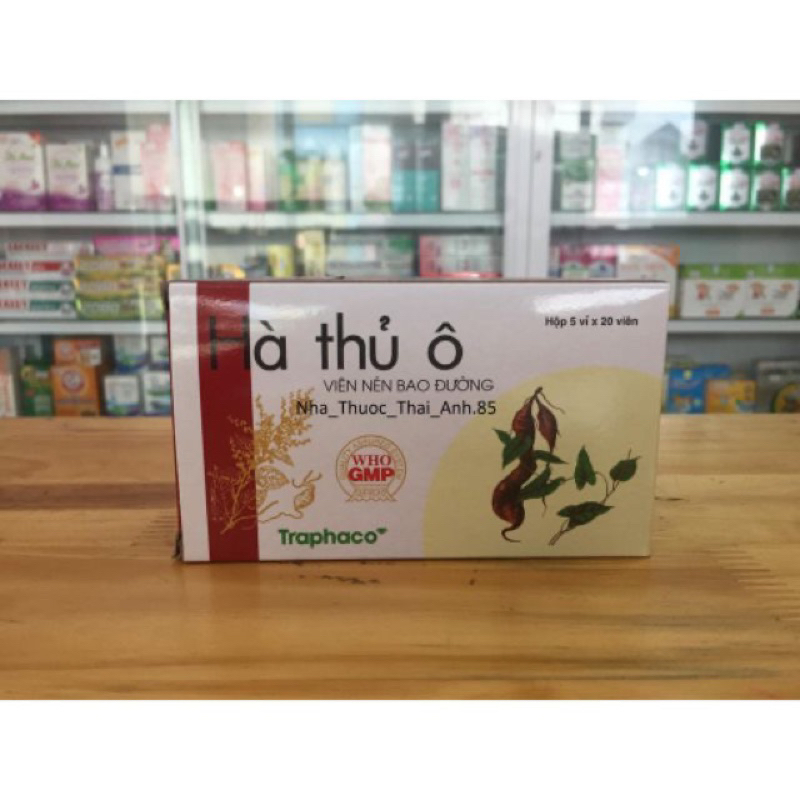 Hà thủ ô
Hộp 5 vỉ x 20 viên
VIÊN NÉN BAO ĐƯỜNG
Nha_Thuoc_Thai_Anh.85
WHO
GMP
Traphaco